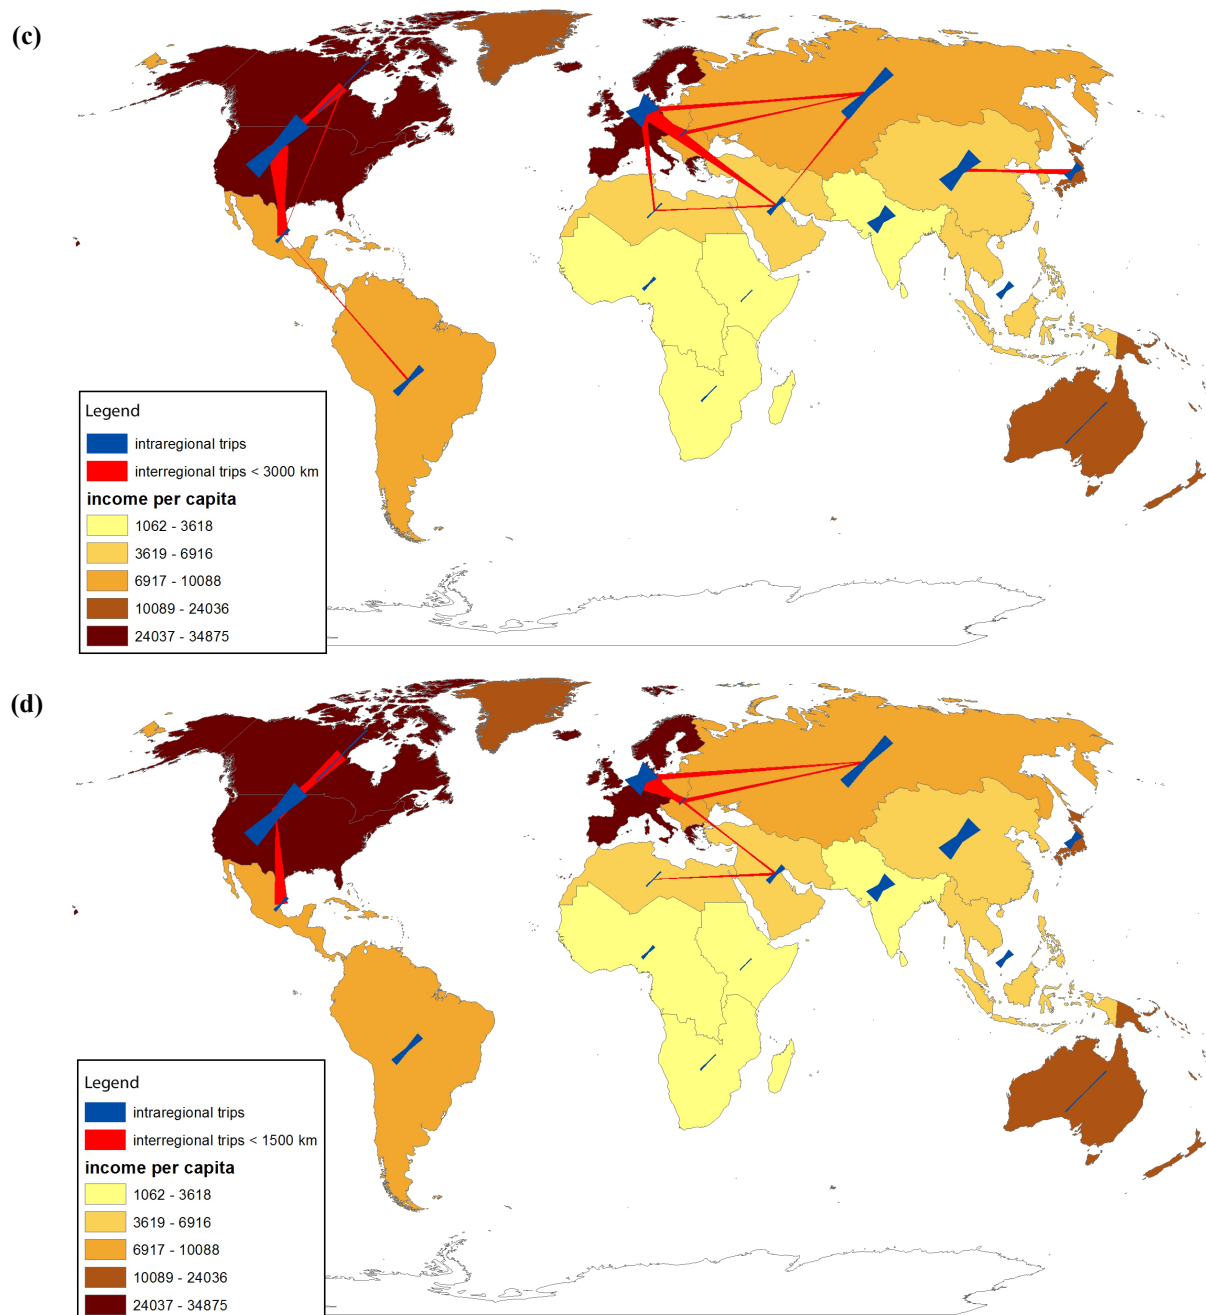 (c)
Legend
intraregional trips
interregional trips < 3000 km
income per capita
1062 - 3618
3619 - 6916
6917 - 10088
10089 - 24036
24037 - 34875
(d)
Legend
intraregional trips
interregional trips < 1500 km
income per capita
1062 - 3618
3619 - 6916
6917 - 10088
10089 - 24036
24037 - 34875